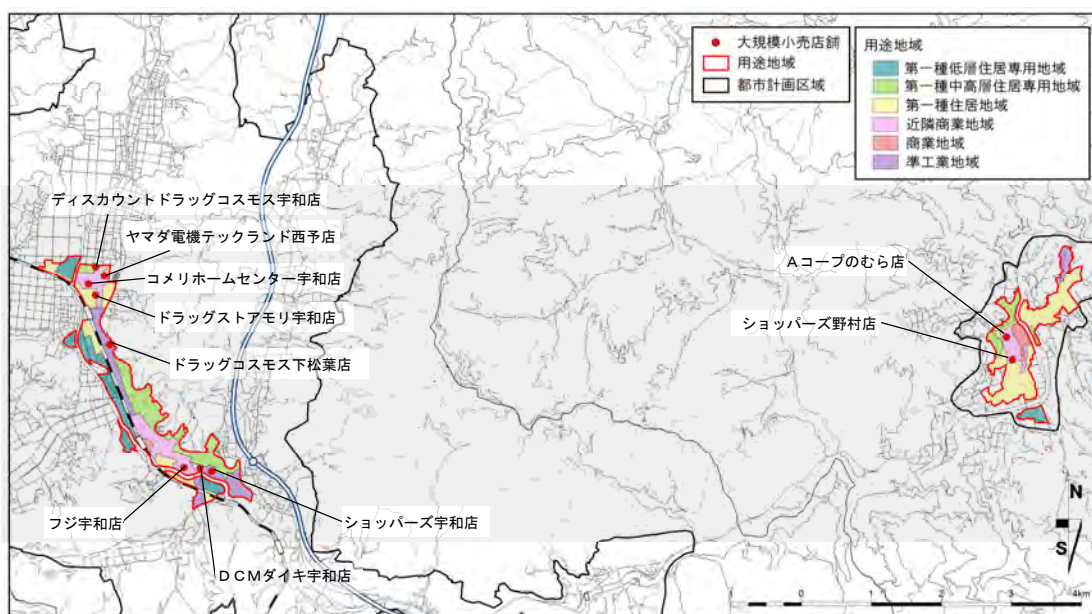 大規模小売店舗
用途地域
都市計画区域
用途地域
第一種低層住居専用地域
第一種中高層住居専用地域
第一種住居地域
近隣商業地域
商業地域
準工業地域
ディスカウントドラッグコスモス宇和店
ヤマダ電機テックランド西予店
コメリホームセンター宇和店
ドラッグストアモリ宇和店
ドラッグコスモス下松葉店
フジ宇和店
ショッパーズ宇和店
DCMダイキ宇和店
Aコープのむら店
ショッパーズ野村店
N
S